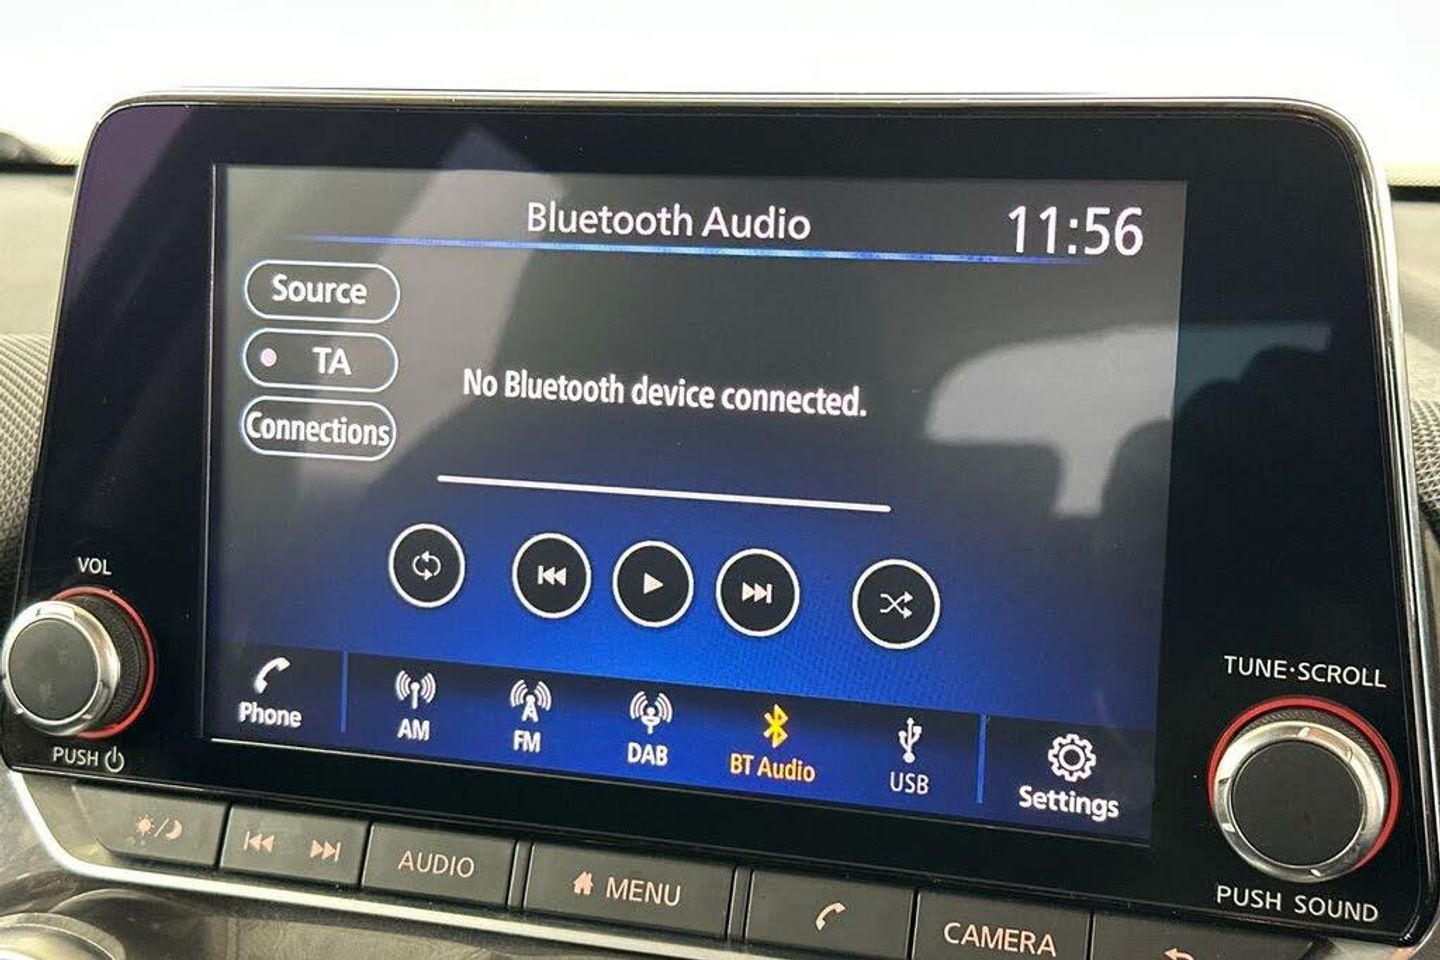 Bluetooth Audio
11:56
Source
TA
Connections
No Bluetooth device connected.
VOL
PUSH
Phone
AM
FM
DAB
BT Audio
USB
Settings
TUNE·SCROLL
PUSH SOUND
AUDIO
MENU
CAMERA